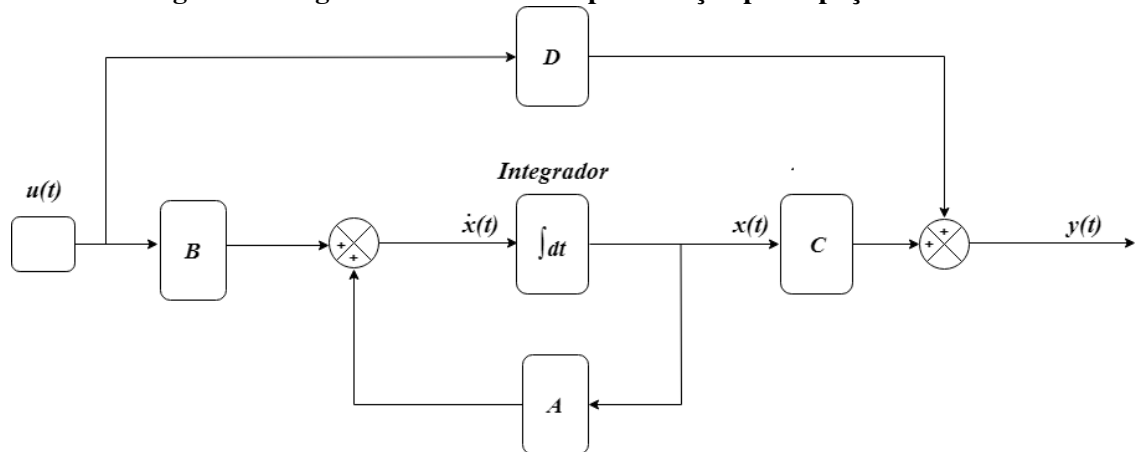 D
Integrador
u(t)
B
+
+
ẋ(t)
∫dt
x(t)
C
+
+
y(t)
A